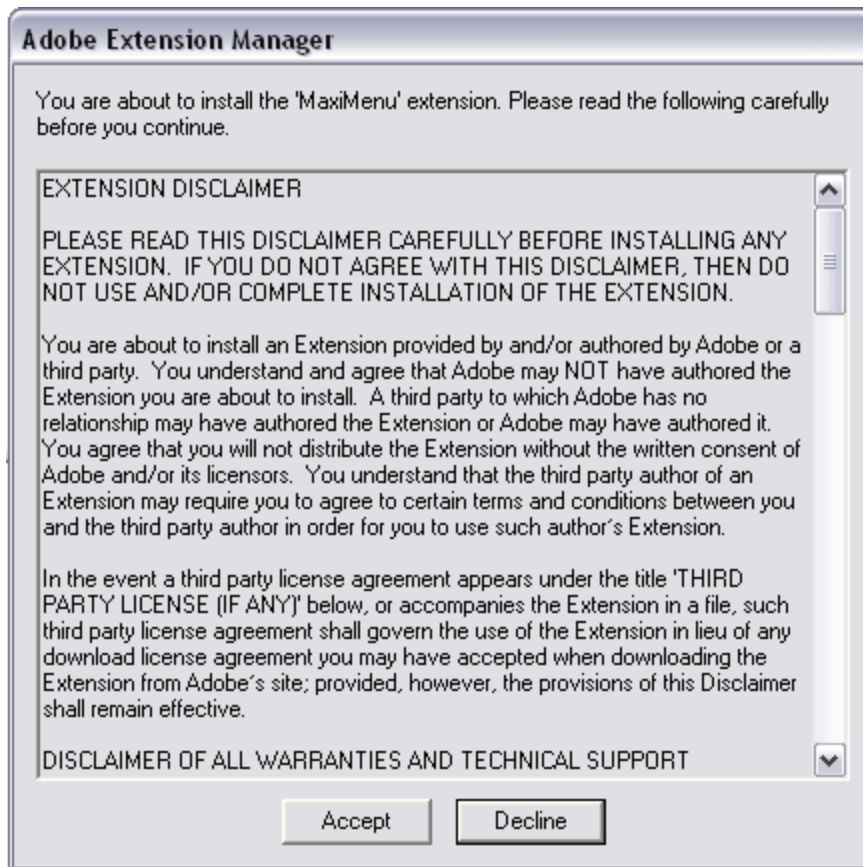 Adobe Extension Manager
You are about to install the 'MaxiMenu' extension. Please read the following carefully
before you continue.
EXTENSION DISCLAIMER
PLEASE READ THIS DISCLAIMER CAREFULLY BEFORE INSTALLING ANY
EXTENSION.  IF YOU DO NOT AGREE WITH THIS DISCLAIMER, THEN DO
NOT USE AND/OR COMPLETE INSTALLATION OF THE EXTENSION.
You are about to install an Extension provided by and/or authored by Adobe or a
third party.  You understand and agree that Adobe may NOT have authored the
Extension you are about to install.  A third party to which Adobe has no
relationship may have authored the Extension or Adobe may have authored it.
You agree that you will not distribute the Extension without the written consent of
Adobe and/or its licensors.  You understand that the third party author of an
Extension may require you to agree to certain terms and conditions between you
and the third party author in order for you to use such author´s Extension.
In the event a third party license agreement appears under the title 'THIRD
PARTY LICENSE (IF ANY)' below, or accompanies the Extension in a file, such
third party license agreement shall govern the use of the Extension in lieu of any
download license agreement you may have accepted when downloading the
Extension from Adobe´s site; provided, however, the provisions of this Disclaimer
shall remain effective.
DISCLAIMER OF ALL WARRANTIES AND TECHNICAL SUPPORT
Accept Decline